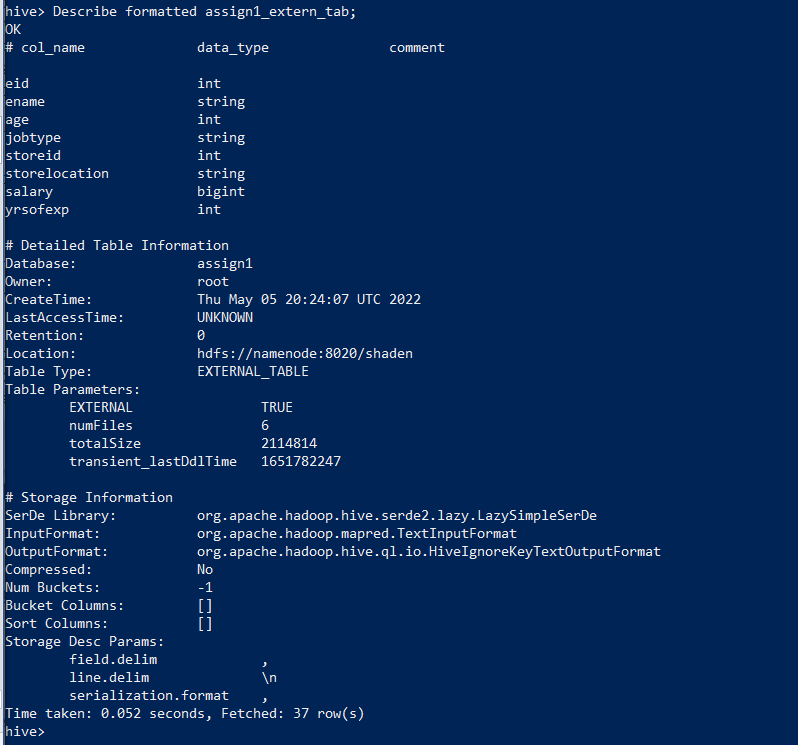 hive> Describe formatted assign1_extern_tab;
OK
# col_name data_type comment
eid int
ename string
age int
jobtype string
storeid int
storelocation string
salary bigint
yrsofexp int
# Detailed Table Information
Database: assign1
Owner: root
CreateTime: Thu May 05 20:24:07 UTC 2022
LastAccessTime: UNKNOWN
Retention: 0
Location: hdfs://namenode:8020/shaden
Table Type: EXTERNAL_TABLE
Table Parameters:
EXTERNAL TRUE
numFiles 6
totalSize 2114814
transient_lastDdlTime 1651782247
# Storage Information
SerDe Library: org.apache.hadoop.hive.serde2.lazy.LazySimpleSerDe
InputFormat: org.apache.hadoop.mapred.TextInputFormat
OutputFormat: org.apache.hadoop.hive.ql.io.HiveIgnoreKeyTextOutputFormat
Compressed: No
Num Buckets: -1
Bucket Columns: []
Sort Columns: []
Storage Desc Params:
field.delim ,
line.delim \n
serialization.format ,
Time taken: 0.052 seconds, Fetched: 37 row(s)
hive>